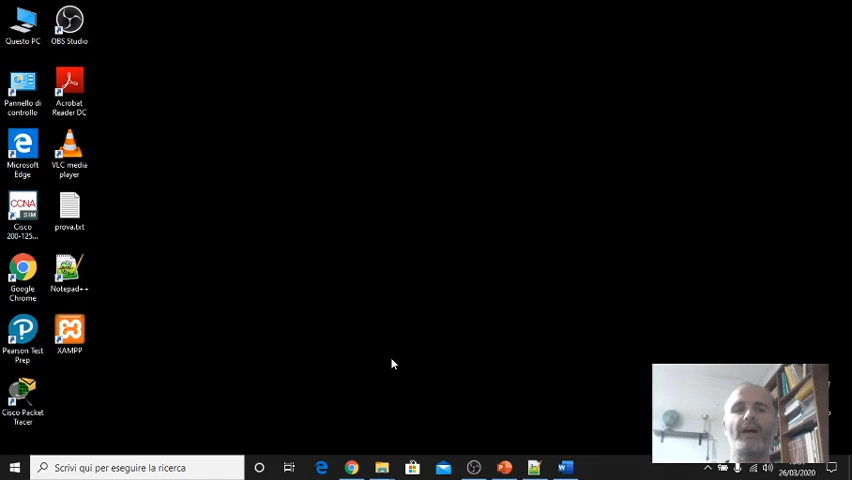 Questo PC
OBS Studio
Pannello di
controllo
Acrobat
Reader DC
Microsoft
Edge
VLC media
player
CCNA
SIM
Cisco
200-125...
prova.txt
Google
Chrome
Notepad++
Pearson Test
Prep
XAMPP
Cisco Packet
Tracer
Scrivi qui per eseguire la ricerca
26/03/2020